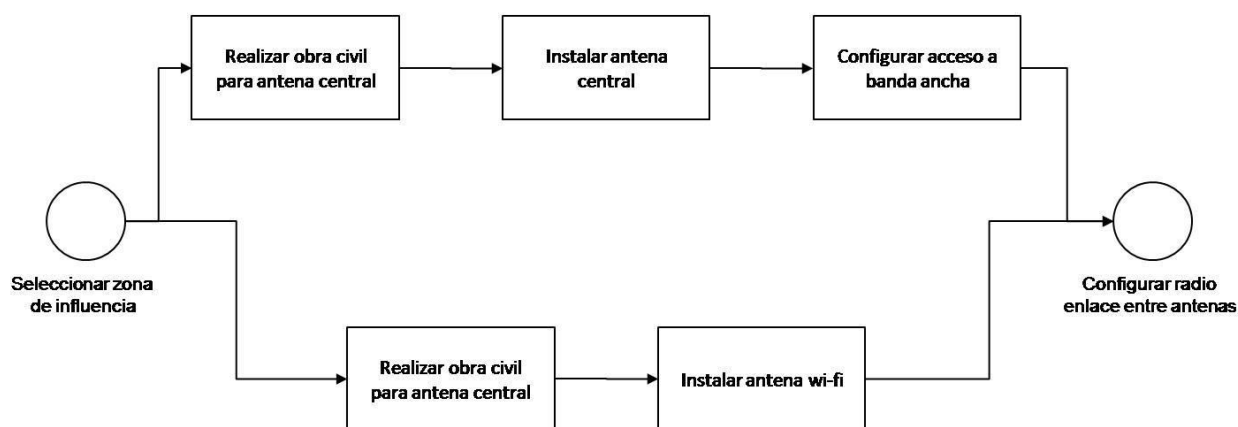 Realizar obra civil
para antena central
Instalar antena
central
Configurar acceso a
banda ancha
Seleccionar zona
de influencia
Configurar radio
enlace entre antenas
Realizar obra civil
para antena central
Instalar antena wi-fi